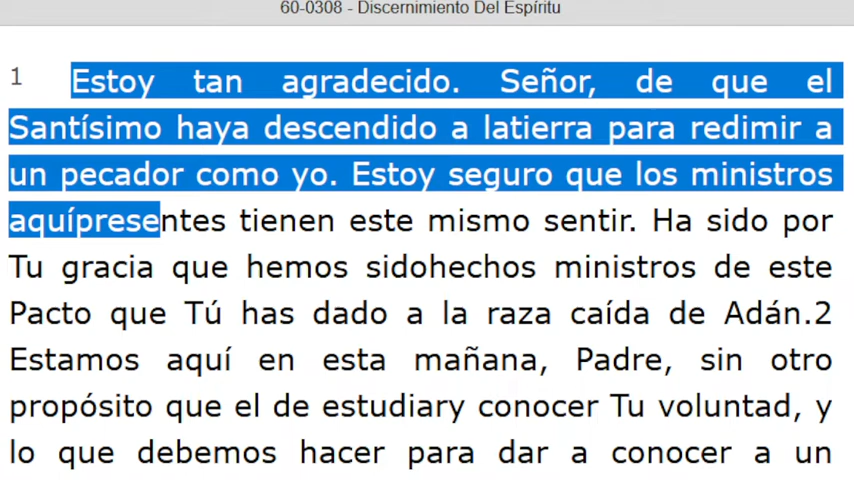 60-0308 - Discernimiento Del Espíritu
1 Estoy tan agradecido. Señor, de que el
Santísimo haya descendido a latierra para redimir a
un pecador como yo. Estoy seguro que los ministros
aquípresentes tienen este mismo sentir. Ha sido por
Tu gracia que hemos sidohechos ministros de este
Pacto que Tú has dado a la raza caída de Adán.2
Estamos aquí en esta mañana, Padre, sin otro
propósito que el de estudiary conocer Tu voluntad, y
lo que debemos hacer para dar a conocer a un